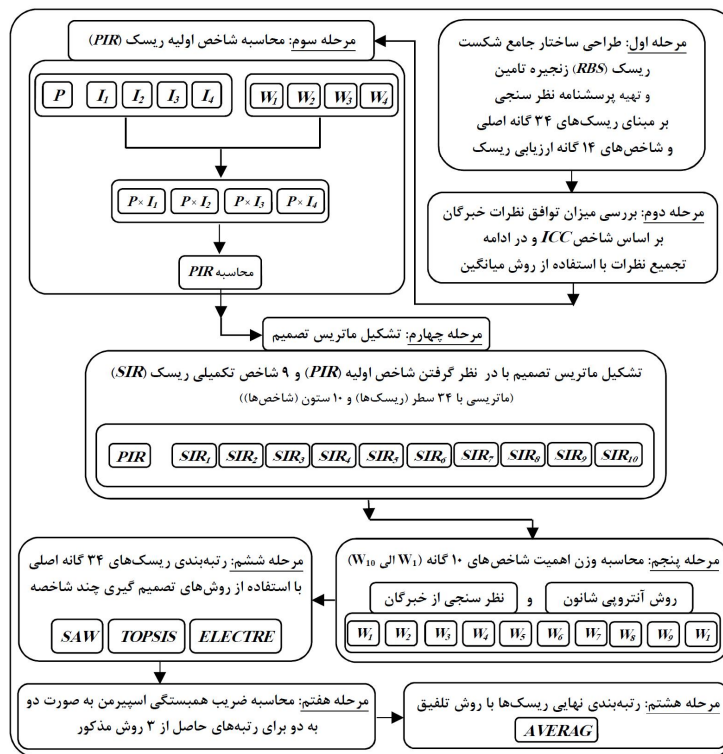 مرحله اول: طراحی ساختار جامع شکست
ریسک (RBS) زنجیره تامین
و تهیه پرسشنامه نظر سنجی
بر مبنای ریسک‌های ۳۴ گانه اصلی
و شاخص‌های ۱۴ گانه ارزیابی ریسک
مرحله دوم: بررسی میزان توافق نظرات خبرگان
بر اساس شاخص ICC و در ادامه
تجمیع نظرات با استفاده از روش میانگین
مرحله سوم: محاسبه شاخص اولیه ریسک (PIR)
P I1 I2 I3 I4 W1 W2 W3 W4
P×I1 P×I2 P×I3 P×I4
محاسبه PIR
مرحله چهارم: تشکیل ماتریس تصمیم
تشکیل ماتریس تصمیم با در نظر گرفتن شاخص اولیه (PIR) و ۹ شاخص تکمیلی ریسک (SIR)
(ماتریسی با ۳۴ سطر (ریسک‌ها) و ۱۰ ستون (شاخص‌ها))
PIR SIR1 SIR2 SIR3 SIR4 SIR5 SIR6 SIR7 SIR8 SIR9 SIR10
مرحله پنجم: محاسبه وزن اهمیت شاخص‌های ۱۰ گانه (W1 الی W10)
روش آنتروپی شانون و نظر سنجی از خبرگان
W1 W2 W3 W4 W5 W6 W7 W8 W9 W1
مرحله ششم: رتبه‌بندی ریسک‌های ۳۴ گانه اصلی
با استفاده از روش‌های تصمیم گیری چند شاخصه
SAW TOPSIS ELECTRE
مرحله هفتم: محاسبه ضریب همبستگی اسپیرمن به صورت دو
به دو برای رتبه‌های حاصل از ۳ روش مذکور
مرحله هشتم: رتبه‌بندی نهایی ریسک‌ها با روش تلفیق
AVERAG